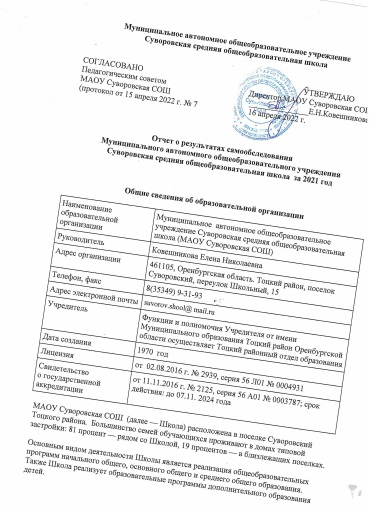 Муниципальное автономное общеобразовательное учреждение
Суворовская средняя общеобразовательная школа
СОГЛАСОВАНО
Педагогическим советом
МАОУ Суворовская СОШ
(протокол от 15 апреля 2022 г. № 7
УТВЕРЖДАЮ
Директор МАОУ Суворовская СОШ
Е.Н.Ковешникова
16 апреля 2022 г.
Отчет о результатах самообследования
Муниципального автономного общеобразовательного учреждения
Суворовская средняя общеобразовательная школа за 2021 год
Общие сведения об образовательной организации
Наименование
образовательной
организации
Муниципальное автономное общеобразовательное
учреждение Суворовская средняя общеобразовательная
школа (МАОУ Суворовская СОШ)
Руководитель
Ковешникова Елена Николаевна
Адрес организации
461105, Оренбургская область, Тоцкий район, поселок
Суворовский, переулок Школьный, 15
Телефон, факс
8(35349) 9-31-93
Адрес электронной почты
suvorov.shool@ mail.ru
Учредитель
Функции и полномочия Учредителя от имени
Муниципального образования Тоцкий район Оренбургской
области осуществляет Тоцкий районный отдел образования
Дата создания
1970 год
Лицензия
от 02.08.2016 г. № 2939, серия 56 Л01 № 0004931
Свидетельство
о государственной
аккредитации
от 11.11.2016 г. № 2125, серия 56 А01 № 0003787; срок
действия: до 07.11. 2024 года
МАОУ Суворовская СОШ (далее — Школа) расположена в поселке Суворовский
Тоцкого района. Большинство семей обучающихся проживают в домах типовой
застройки: 81 процент — рядом со Школой, 19 процентов — в близлежащих поселках.
Основным видом деятельности Школы является реализация общеобразовательных
программ начального общего, основного общего и среднего общего образования.
Также Школа реализует образовательные программы дополнительного образования
детей.